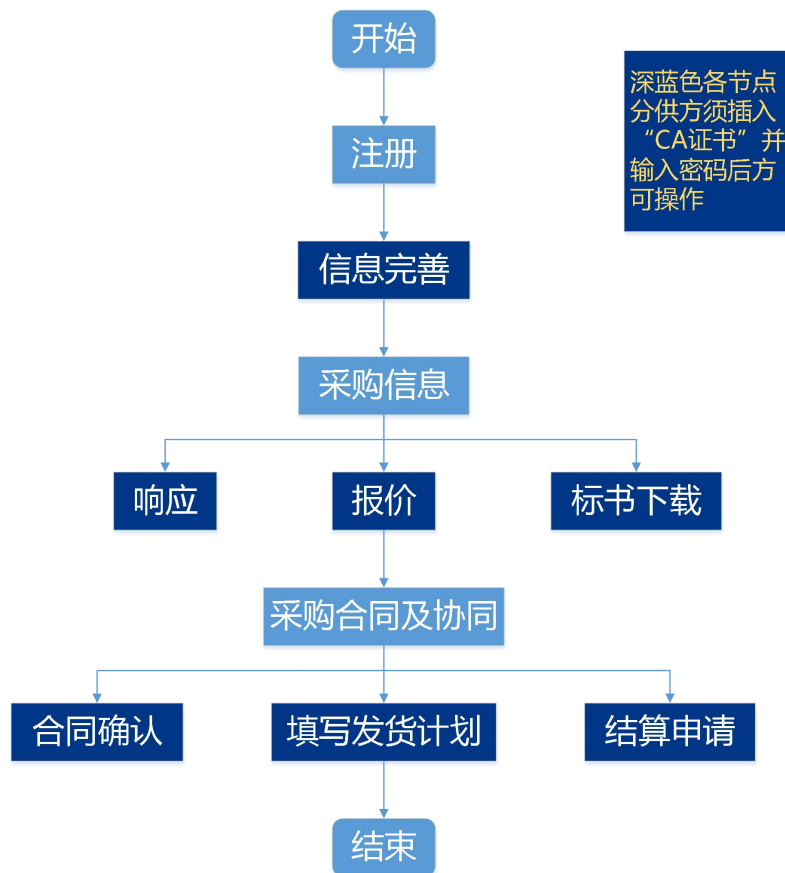 开始
深蓝色各节点
分供方须插入
“CA证书”并
输入密码后方
可操作
注册
信息完善
采购信息
响应
报价
标书下载
采购合同及协同
合同确认
填写发货计划
结算申请
结束